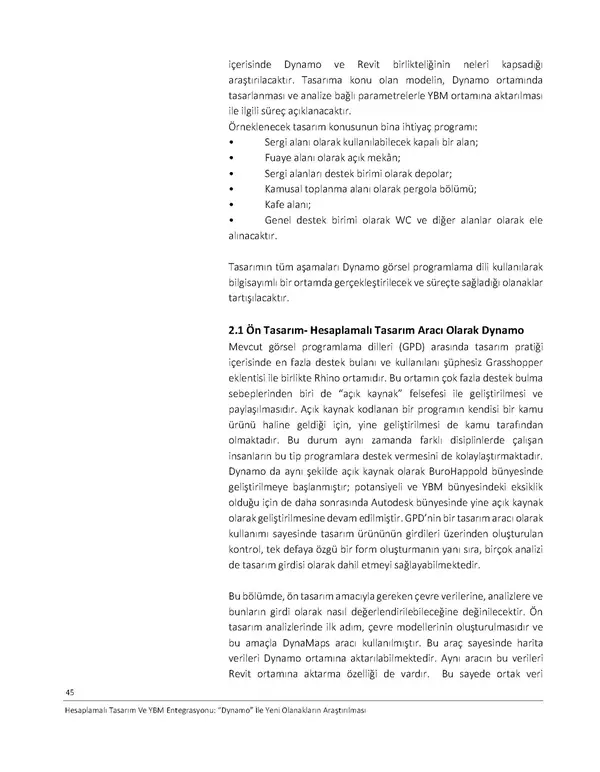 içerisinde Dynamo ve Revit birlikteliğinin neleri kapsadığı
araştırılacaktır. Tasarıma konu olan modelin, Dynamo ortamında
tasarlanması ve analize bağlı parametrelerle YBM ortamına aktarılması
ile ilgili süreç açıklanacaktır.
Örneklenecek tasarım konusunun bina ihtiyaç programı:
• Sergi alanı olarak kullanılabilecek kapalı bir alan;
• Fuaye alanı olarak açık mekân;
• Sergi alanları destek birimi olarak depolar;
• Kamusal toplanma alanı olarak pergola bölümü;
• Kafe alanı;
• Genel destek birimi olarak WC ve diğer alanlar olarak ele
alınacaktır.
Tasarımın tüm aşamaları Dynamo görsel programlama dili kullanılarak
bilgisayımlı bir ortamda gerçekleştirilecek ve süreçte sağladığı olanaklar
tartışılacaktır.
2.1 Ön Tasarım- Hesaplamalı Tasarım Aracı Olarak Dynamo
Mevcut görsel programlama dilleri (GPD) arasında tasarım pratiği
içerisinde en fazla destek bulanı ve kullanılanı şüphesiz Grasshopper
eklentisi ile birlikte Rhino ortamıdır. Bu ortamın çok fazla destek bulma
sebeplerinden biri de “açık kaynak” felsefesi ile geliştirilmesi ve
paylaşılmasıdır. Açık kaynak kodlanan bir programın kendisi bir kamu
ürünü haline geldiği için, yine geliştirilmesi de kamu tarafından
olmaktadır. Bu durum aynı zamanda farklı disiplinlerde çalışan
insanların bu tip programlara destek vermesini de kolaylaştırmaktadır.
Dynamo da aynı şekilde açık kaynak olarak BuroHappold bünyesinde
geliştirilmeye başlanmıştır; potansiyeli ve YBM bünyesindeki eksiklik
olduğu için de daha sonrasında Autodesk bünyesinde yine açık kaynak
olarak geliştirilmesine devam edilmiştir. GPD’nin bir tasarım aracı olarak
kullanımı sayesinde tasarım ürününün girdileri üzerinden oluşturulan
kontrol, tek defaya özgü bir form oluşturmanın yanı sıra, birçok analizi
de tasarım girdisi olarak dahil etmeyi sağlayabilmektedir.
Bu bölümde, ön tasarım amacıyla gereken çevre verilerine, analizlere ve
bunların girdi olarak nasıl değerlendirilebileceğine değinilecektir. Ön
tasarım analizlerinde ilk adım, çevre modellerinin oluşturulmasıdır ve
bu amaçla DynaMaps aracı kullanılmıştır. Bu araç sayesinde harita
verileri Dynamo ortamına aktarılabilmektedir. Aynı aracın bu verileri
Revit ortamına aktarma özelliği de vardır. Bu sayede ortak veri
45
Hesaplamalı Tasarım Ve YBM Entegrasyonu: “Dynamo” İle Yeni Olanakların Araştırılması